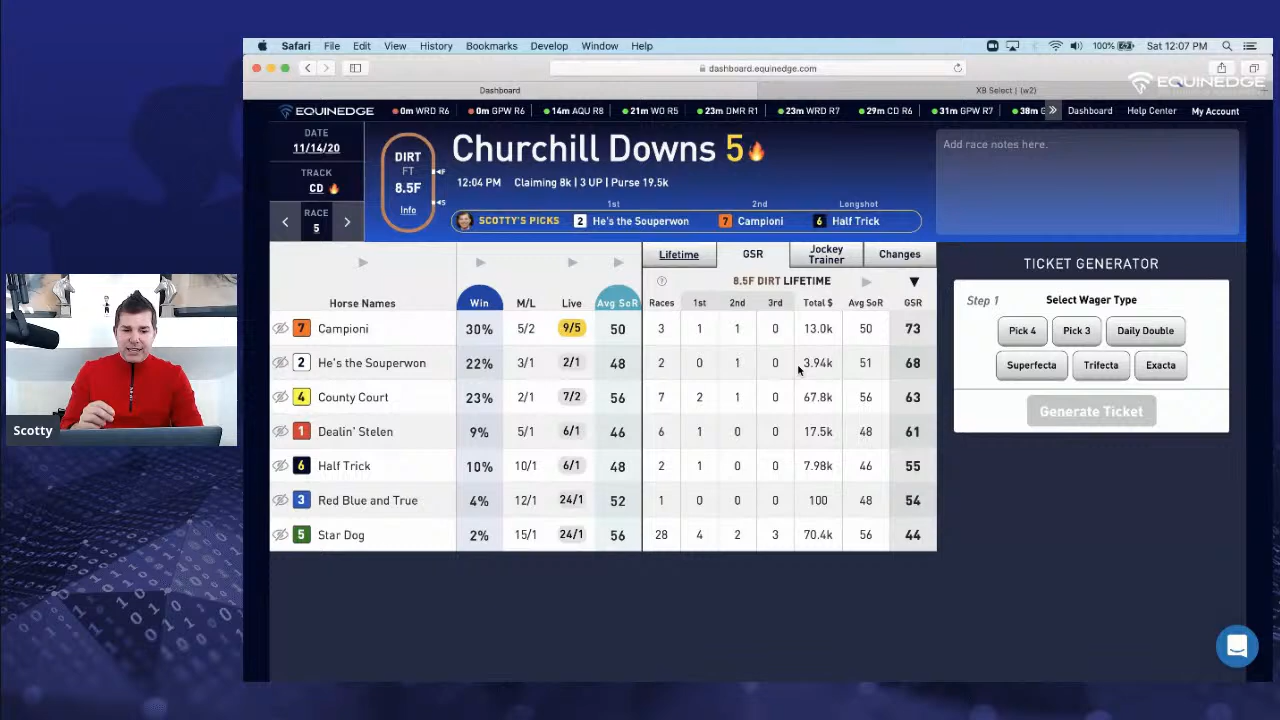 Safari File Edit View History Bookmarks Develop Window Help 100% Sat 12:07 PM
dashboard.equinedge.com
EQUINEDGE
Dashboard XB Select | (w2)
EQUINEDGE 0m WRD R6 0m GPW R6 14m AQU R8 21m WO R5 23m DMR R1 23m WRD R7 29m CD R6 31m GPW R7 38m Dashboard Help Center My Account
DATE
11/14/20
TRACK
CD
RACE
5
DIRT
FT
8.5F
Info
F
S
Churchill Downs 5
12:04 PM Claiming 8k | 3 UP | Purse 19.5k
1st 2nd Longshot
SCOTTY'S PICKS 2 He's the Souperwon 7 Campioni 6 Half Trick
Add race notes here.
Lifetime GSR Jockey Trainer Changes
8.5F DIRT LIFETIME
Horse Names Win M/L Live Avg SoR Races 1st 2nd 3rd Total $ Avg SoR GSR
7 Campioni 30% 5/2 9/5 50 3 1 1 0 13.0k 50 73
2 He's the Souperwon 22% 3/1 2/1 48 2 0 1 0 3.94k 51 68
4 County Court 23% 2/1 7/2 56 7 2 1 0 67.8k 56 63
1 Dealin' Stelen 9% 5/1 6/1 46 6 1 0 0 17.5k 48 61
6 Half Trick 10% 10/1 6/1 48 2 1 0 0 7.98k 46 55
3 Red Blue and True 4% 12/1 24/1 52 1 0 0 0 100 48 54
5 Star Dog 2% 15/1 24/1 56 28 4 2 3 70.4k 56 44
TICKET GENERATOR
Step 1 Select Wager Type
Pick 4 Pick 3 Daily Double
Superfecta Trifecta Exacta
Generate Ticket
Scotty